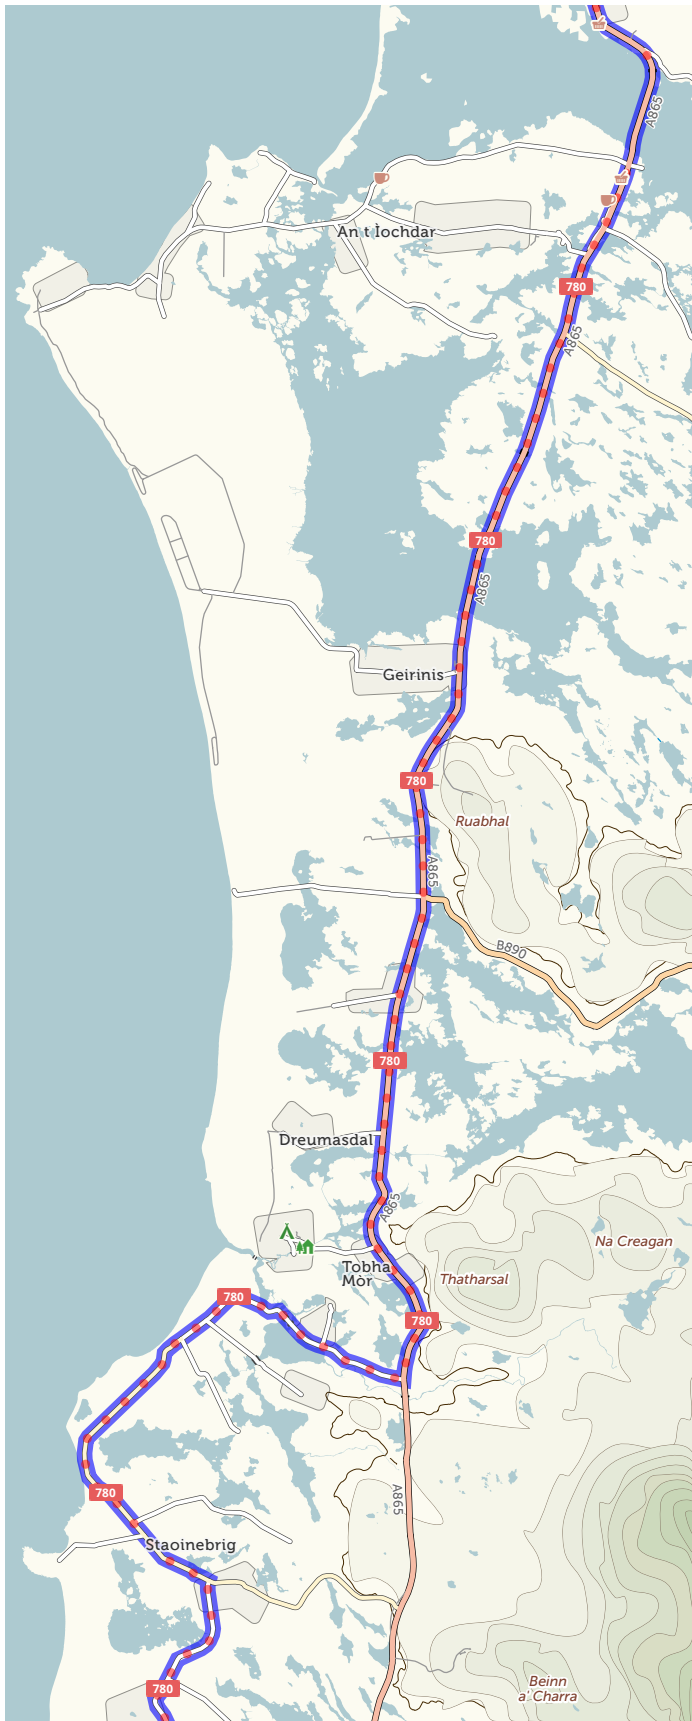 A865
An t Ìochdar
780
A865
780
A865
Geirinis
780
Ruabhal
A865
B890
780
Dreumasdal
A865
Na Creagan
Tobha
Mòr
Thatharsal
780
780
A865
780
Staoinebrig
780
Beinn
a' Charra